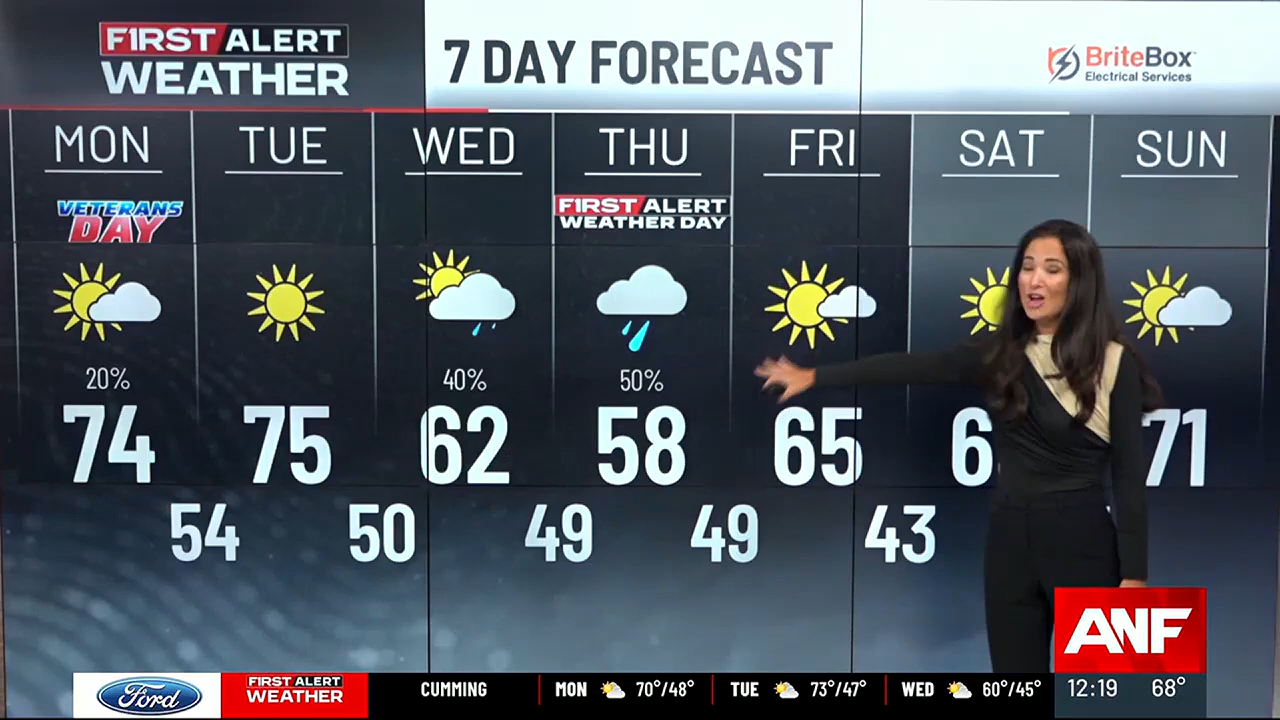 FIRST ALERT
WEATHER
7 DAY FORECAST
BriteBox
Electrical Services
MON
TUE
WED
THU
FRI
SAT
SUN
VETERANS
DAY
FIRST ALERT
WEATHER DAY
20%
40%
50%
74
75
62
58
65
6
71
54
50
49
49
43
ANF
Ford
FIRST ALERT
WEATHER
CUMMING
MON 70°/48°
TUE 73°/47°
WED 60°/45°
12:19 68°